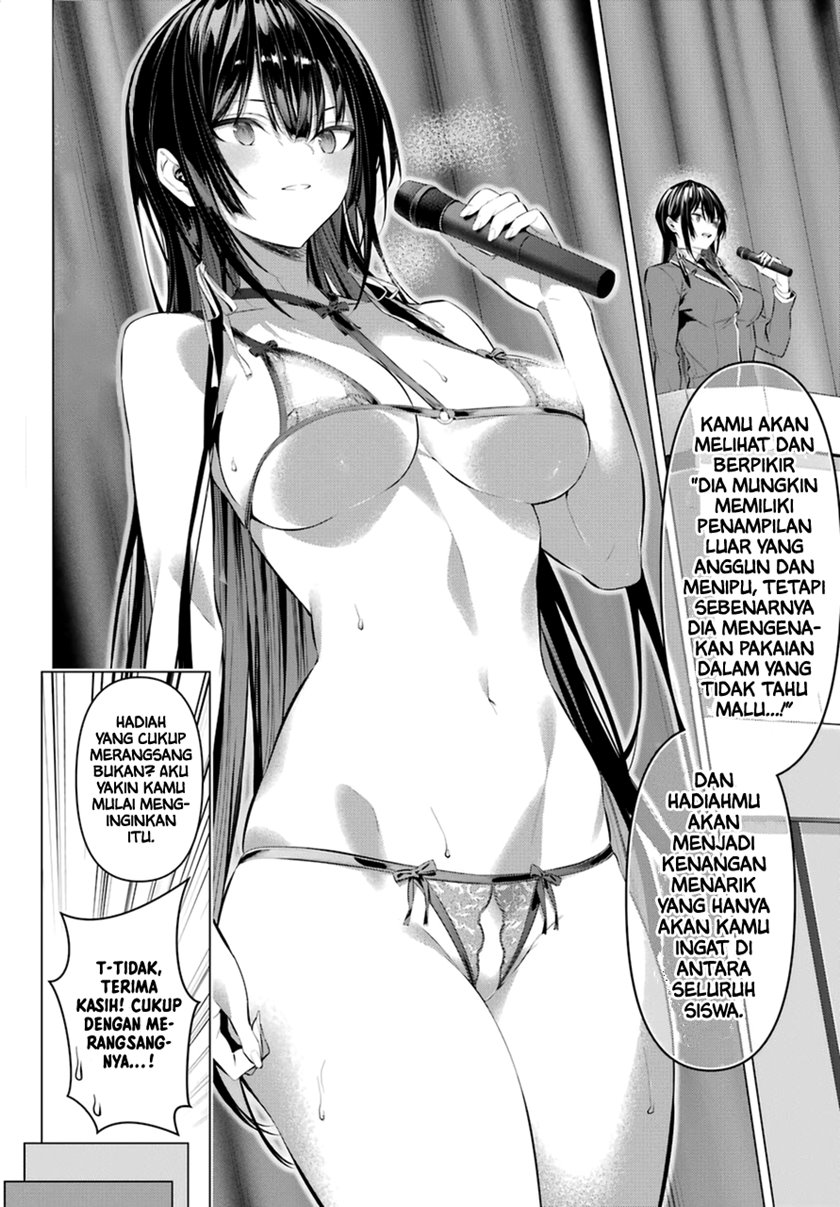 KAMU AKAN
MELIHAT DAN
BERPIKIR
"DIA MUNGKIN
MEMILIKI
PENAMPILAN
LUAR YANG
ANGGUN DAN
MENIPU, TETAPI
SEBENARNYA
DIA MENGENA-
KAN PAKAIAN
DALAM YANG
TIDAK TAHU
MALU...!"
DAN
HADIAHMU
AKAN
MENJADI
KENANGAN
MENARIK
YANG HANYA
AKAN KAMU
INGAT DI
ANTARA
SELURUH
SISWA.
HADIAH
YANG CUKUP
MERANGSANG
BUKAN? AKU
YAKIN KAMU
MULAI MENG-
INGINKAN
ITU.
T-TIDAK,
TERIMA
KASIH! CUKUP
DENGAN ME-
RANGSANG-
NYA...!